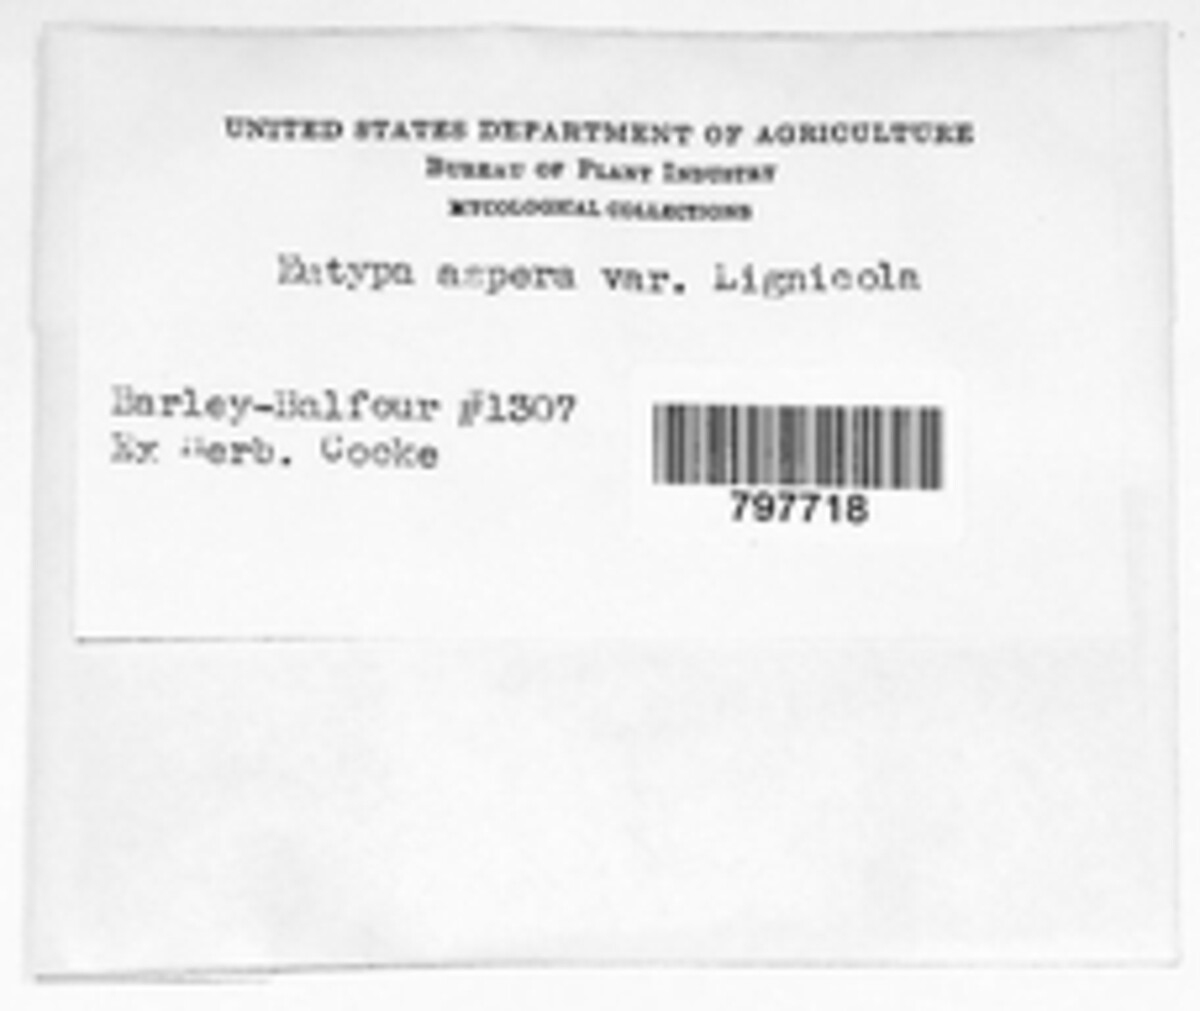 UNITED STATES DEPARTMENT OF AGRICULTURE
BUREAU OF PLANT INDUSTRY
MYCOLOGICAL COLLECTIONS
Eutypa aspera var. Lignicola
Barley-Balfour #1307
Ex Herb. Cooke
797718